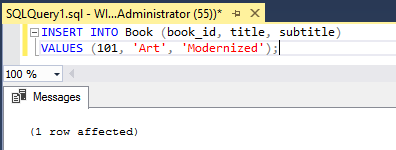 SQLQuery1.sql - WI...Administrator (55))*
INSERT INTO Book (book_id, title, subtitle)
VALUES (101, 'Art', 'Modernized');
100 %
Messages
(1 row affected)